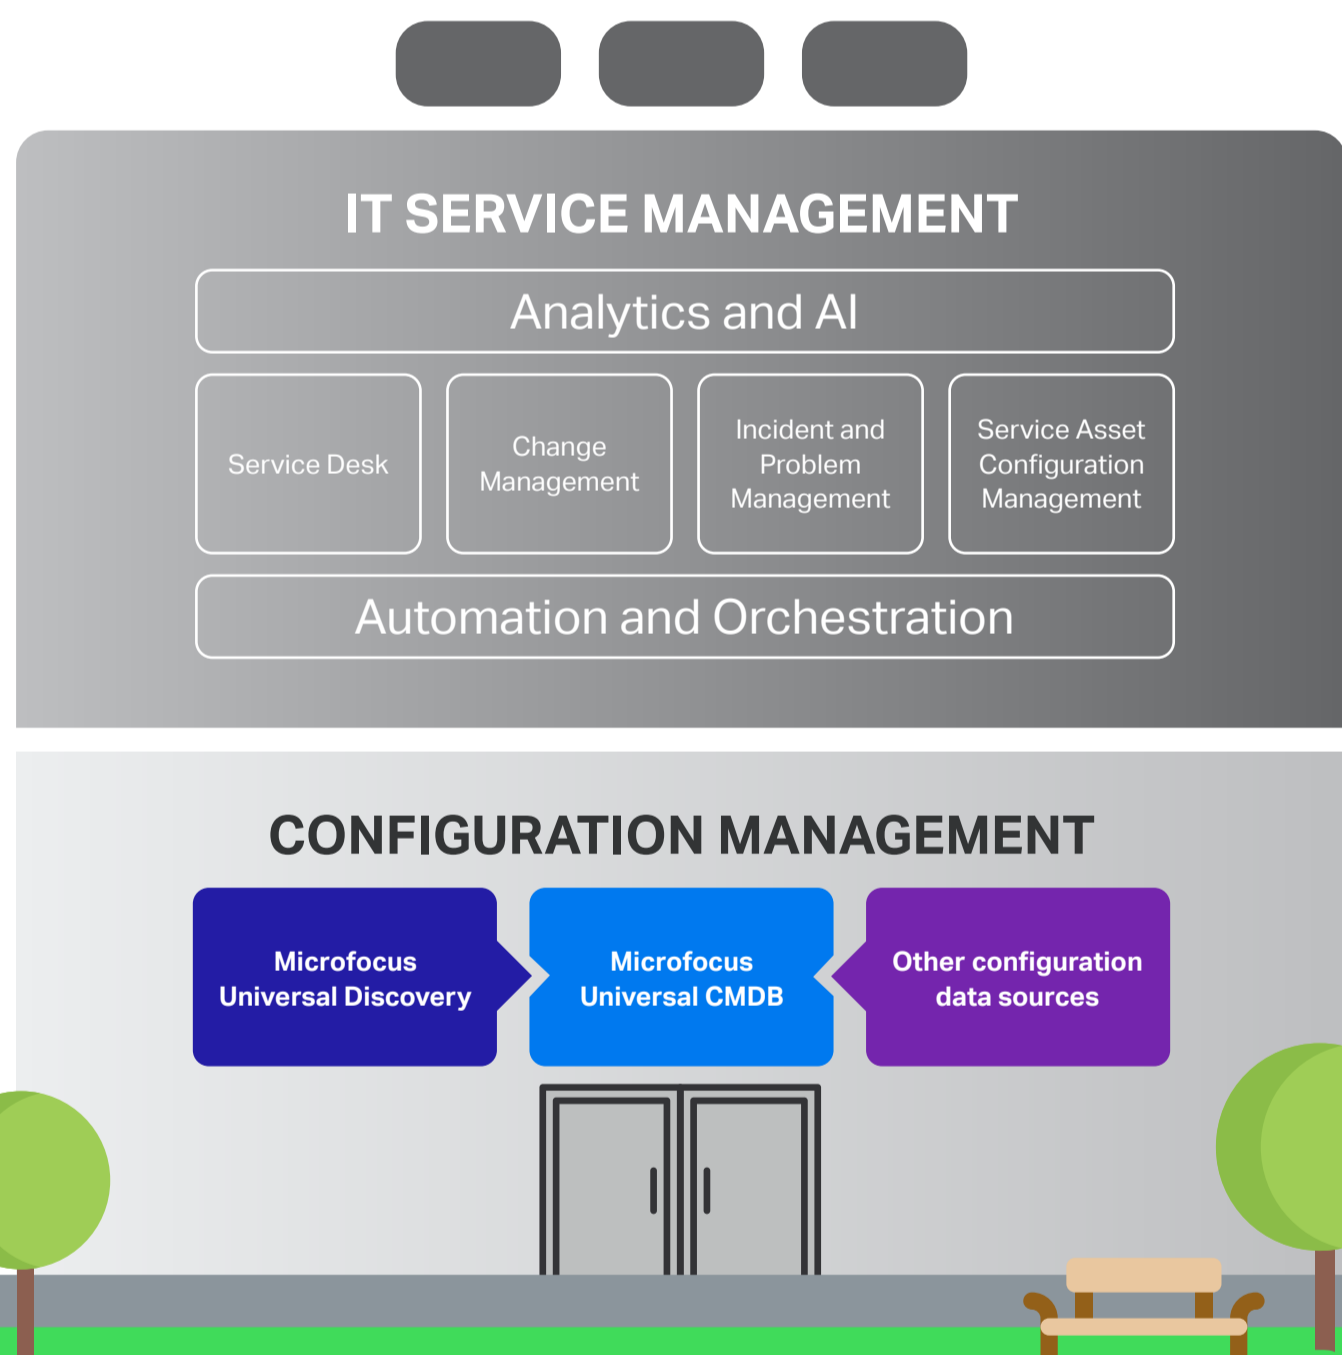 IT SERVICE MANAGEMENT
Analytics and AI
Service Desk
Change
Management
Incident and
Problem
Management
Service Asset
Configuration
Management
Automation and Orchestration
CONFIGURATION MANAGEMENT
Microfocus
Universal Discovery
Microfocus
Universal CMDB
Other configuration
data sources